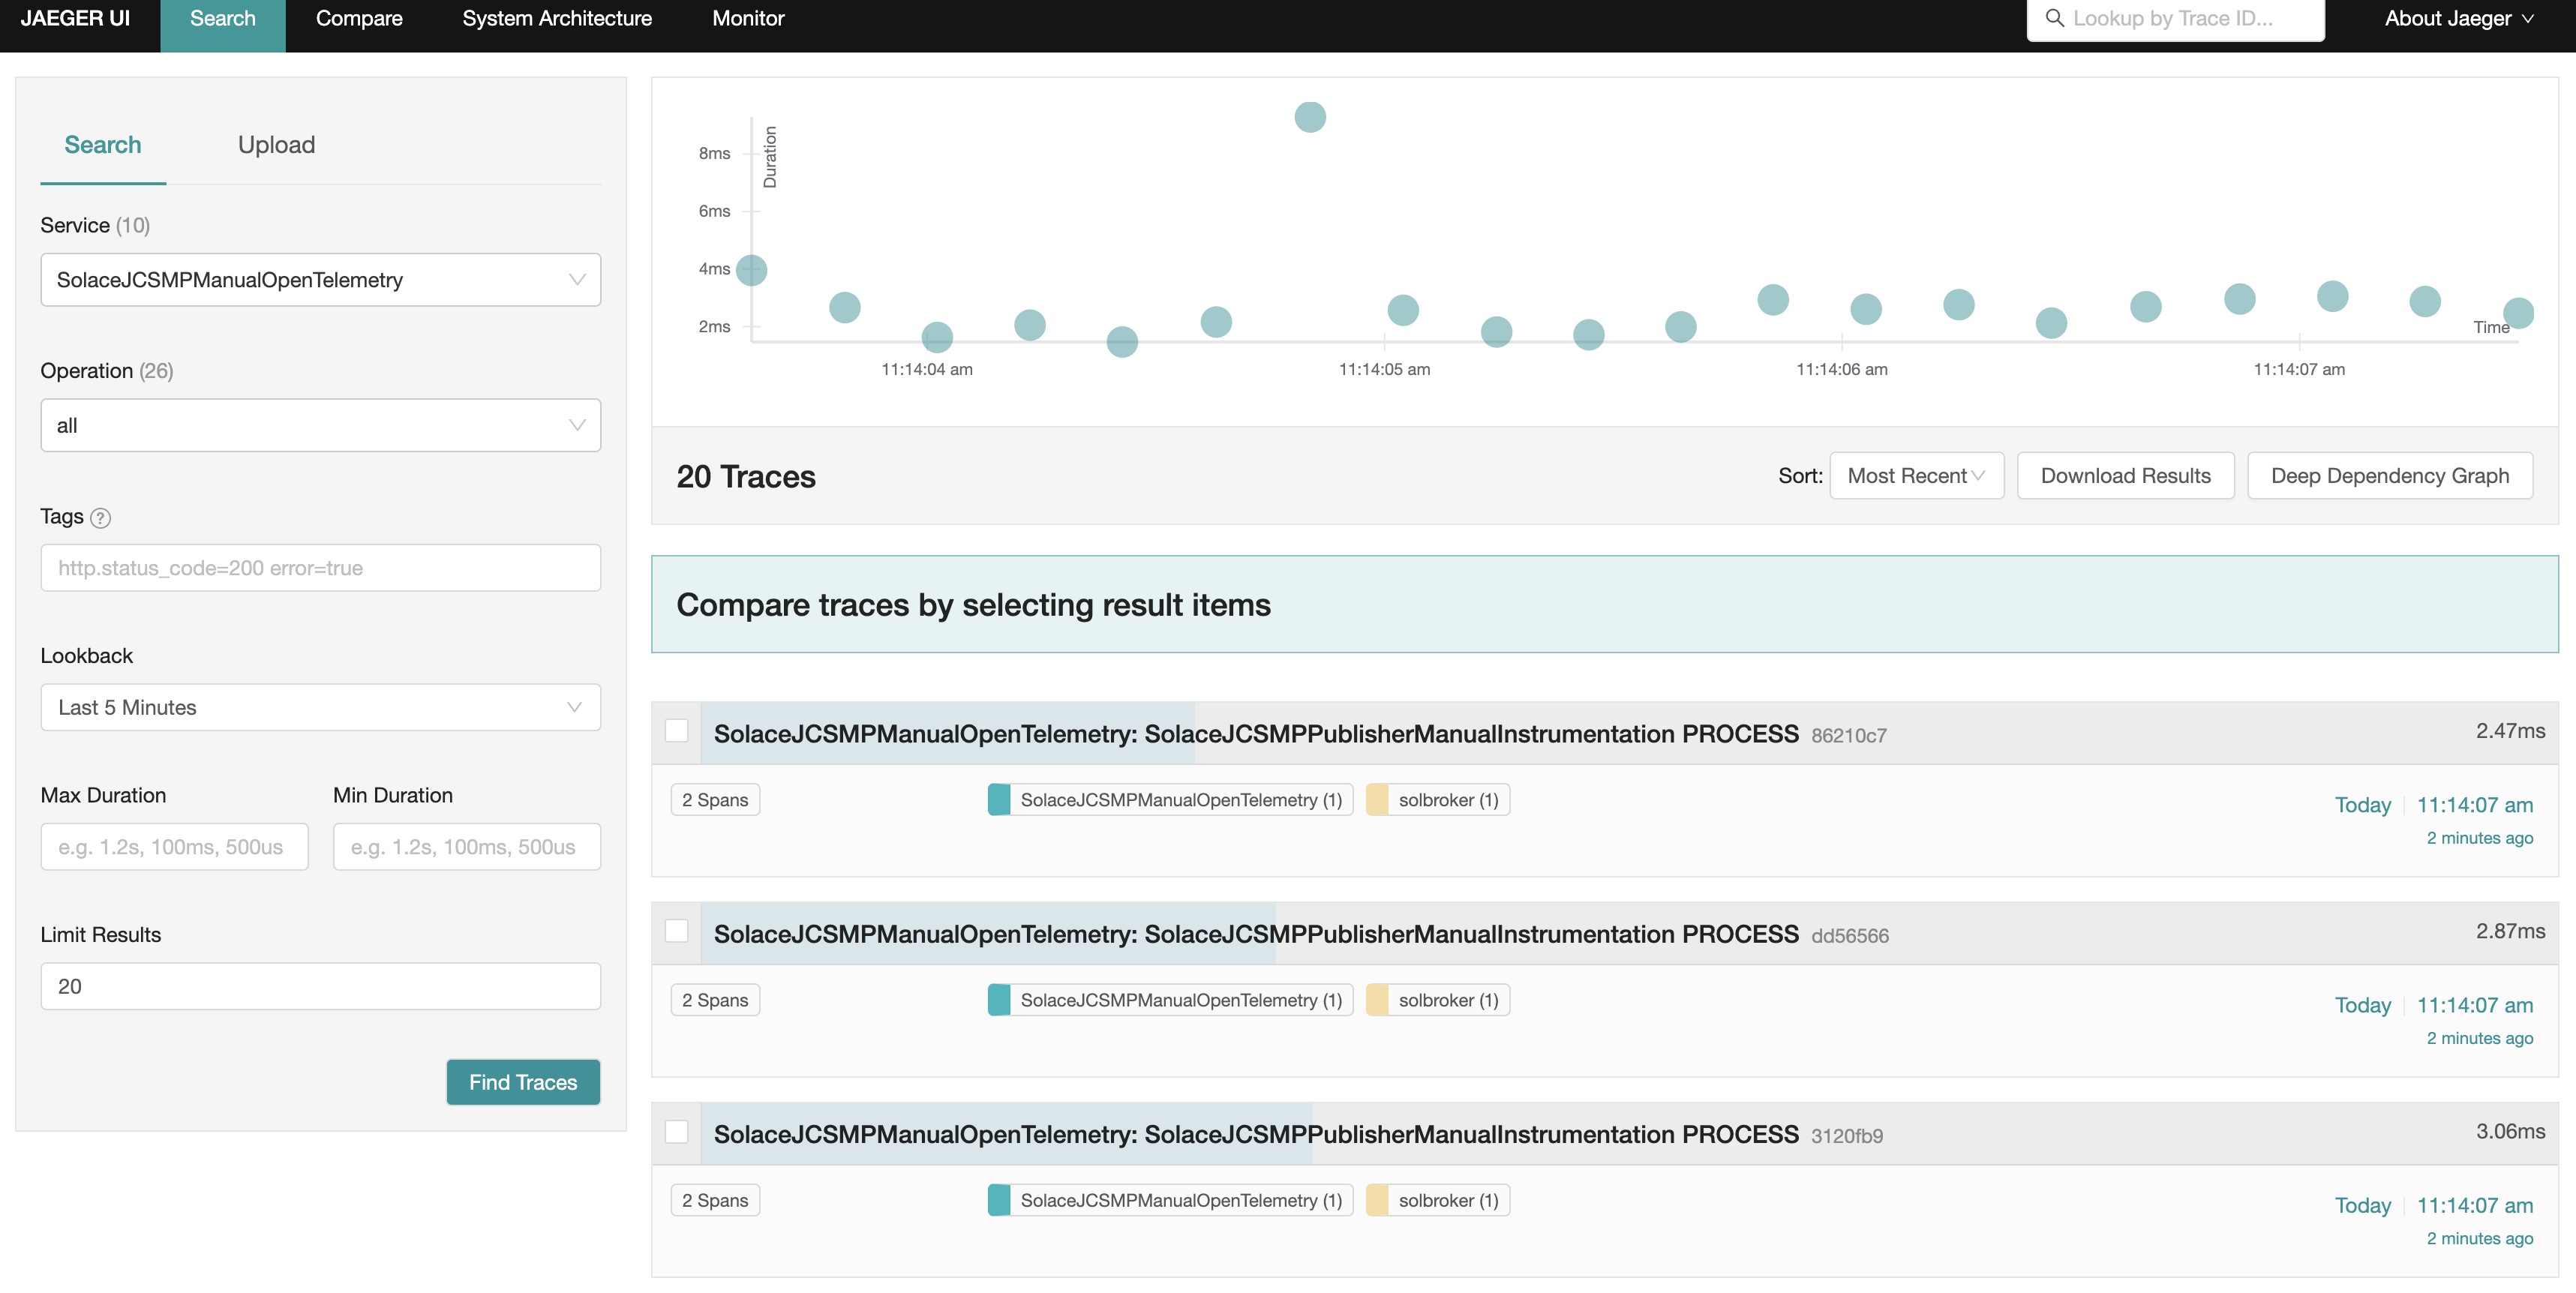 JAEGER UI Search Compare System Architecture Monitor Lookup by Trace ID... About Jaeger
Search Upload
Service (10)
SolaceJCSMPManualOpenTelemetry
Operation (26)
all
Tags ?
http.status_code=200 error=true
Lookback
Last 5 Minutes
Max Duration Min Duration
e.g. 1.2s, 100ms, 500us e.g. 1.2s, 100ms, 500us
Limit Results
20
Find Traces
Duration
8ms
6ms
4ms
2ms
Time
11:14:04 am 11:14:05 am 11:14:06 am 11:14:07 am
20 Traces Sort: Most Recent Download Results Deep Dependency Graph
Compare traces by selecting result items
SolaceJCSMPManualOpenTelemetry: SolaceJCSMPPublisherManualInstrumentation PROCESS 86210c7 2.47ms
2 Spans SolaceJCSMPManualOpenTelemetry (1) solbroker (1) Today 11:14:07 am
2 minutes ago
SolaceJCSMPManualOpenTelemetry: SolaceJCSMPPublisherManualInstrumentation PROCESS dd56566 2.87ms
2 Spans SolaceJCSMPManualOpenTelemetry (1) solbroker (1) Today 11:14:07 am
2 minutes ago
SolaceJCSMPManualOpenTelemetry: SolaceJCSMPPublisherManualInstrumentation PROCESS 3120fb9 3.06ms
2 Spans SolaceJCSMPManualOpenTelemetry (1) solbroker (1) Today 11:14:07 am
2 minutes ago